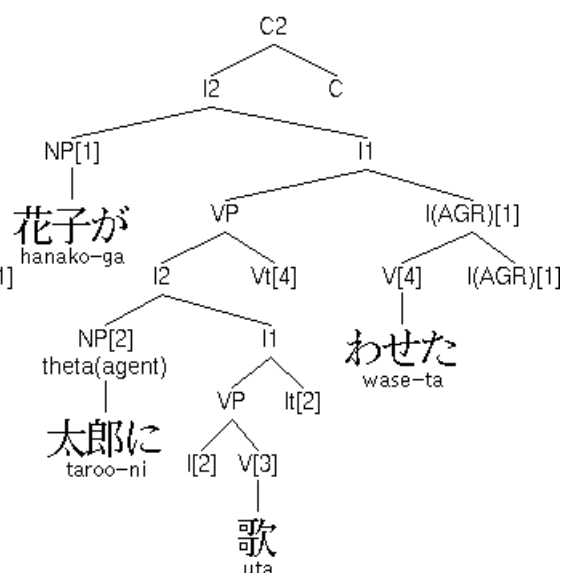 C2
I2 C
NP[1] I1
花子が
hanako-ga
VP I(AGR)[1]
1] I2 Vt[4] V[4] I(AGR)[1]
NP[2] I1
theta(agent)
わせた
wase-ta
VP It[2]
太郎に
taroo-ni
I[2] V[3]
歌
uta